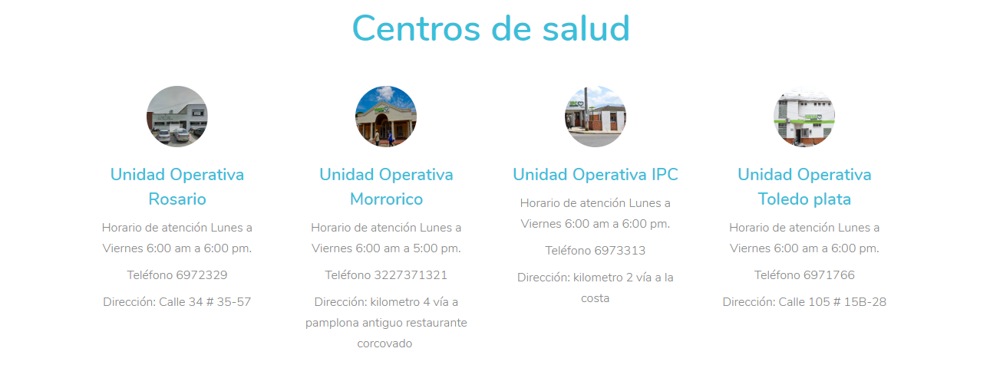 Centros de salud
Unidad Operativa
Rosario
Horario de atención Lunes a
Viernes 6:00 am a 6:00 pm.
Teléfono 6972329
Dirección: Calle 34 # 35-57
Unidad Operativa
Morrorico
Horario de atención Lunes a
Viernes 6:00 am a 5:00 pm.
Teléfono 3227371321
Dirección: kilometro 4 vía a
pamplona antiguo restaurante
corcovado
Unidad Operativa IPC
Horario de atención Lunes a
Viernes 6:00 am a 6:00 pm.
Teléfono 6973313
Dirección: kilometro 2 vía a la
costa
Unidad Operativa
Toledo plata
Horario de atención Lunes a
Viernes 6:00 am a 6:00 pm.
Teléfono 6971766
Dirección: Calle 105 # 15B-28